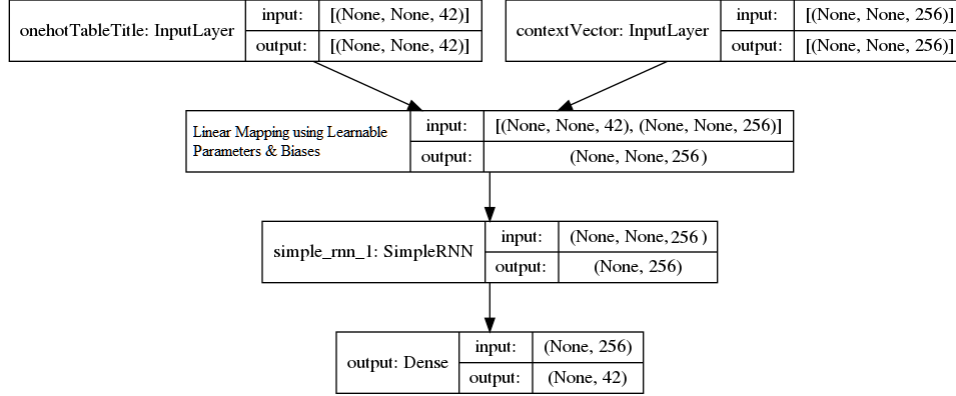 onehotTableTitle: InputLayer
input:
[(None, None, 42)]
output:
[(None, None, 42)]
contextVector: InputLayer
input:
[(None, None, 256)]
output:
[(None, None, 256)]
Linear Mapping using Learnable
Parameters & Biases
input:
[(None, None, 42), (None, None, 256)]
output:
(None, None, 256)
simple_rnn_1: SimpleRNN
input:
(None, None, 256)
output:
(None, 256)
output: Dense
input:
(None, 256)
output:
(None, 42)